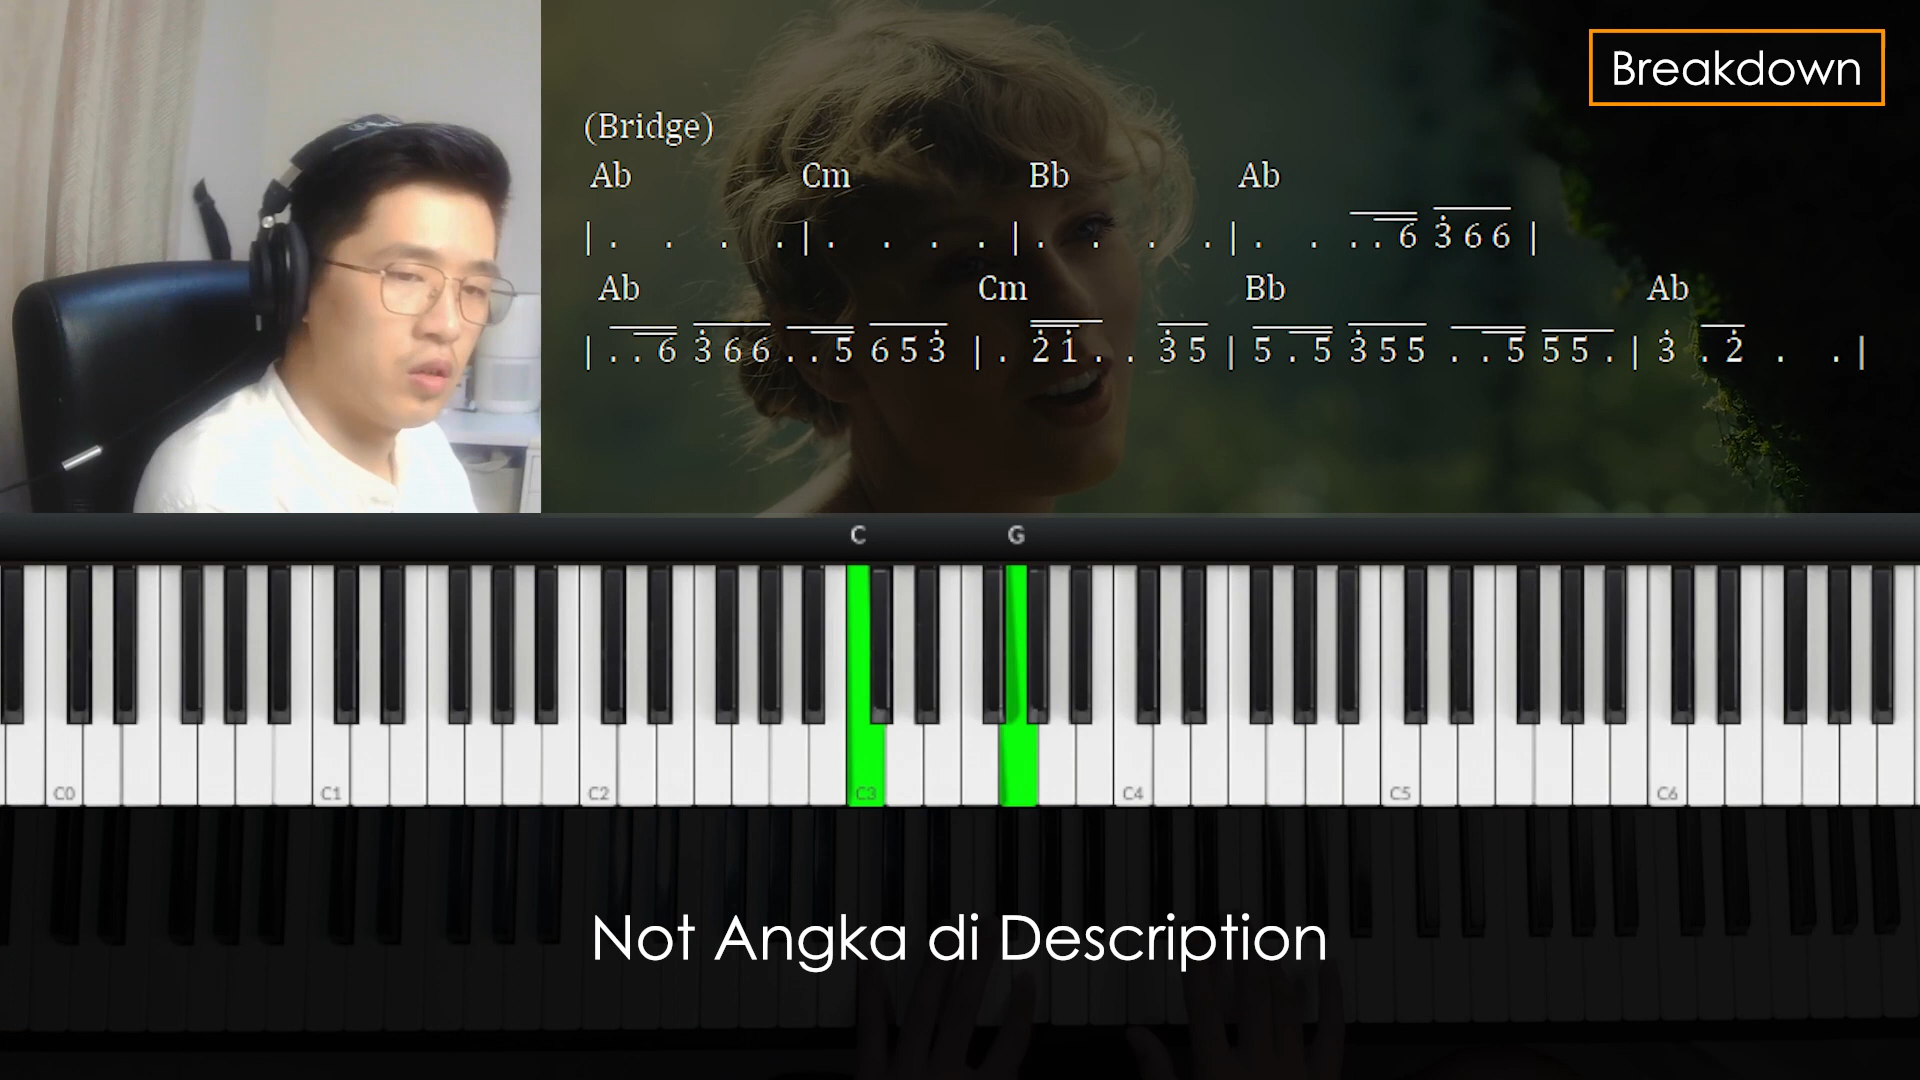 Breakdown
(Bridge)
Ab Cm Bb Ab
| . . . . | . . . . | . . . . | . . . . 6 3̇ 6 6 |
Ab Cm Bb Ab
| . . 6 3̇ 6 6 . . 5 6 5 3̇ | . 2̇ 1̇ . . 3̇ 5 | 5 . 5 3̇ 5 5 . . 5 5 5 . | 3̇ . 2̇ . . |
C G
C0 C1 C2 C3 C4 C5 C6
Not Angka di Description